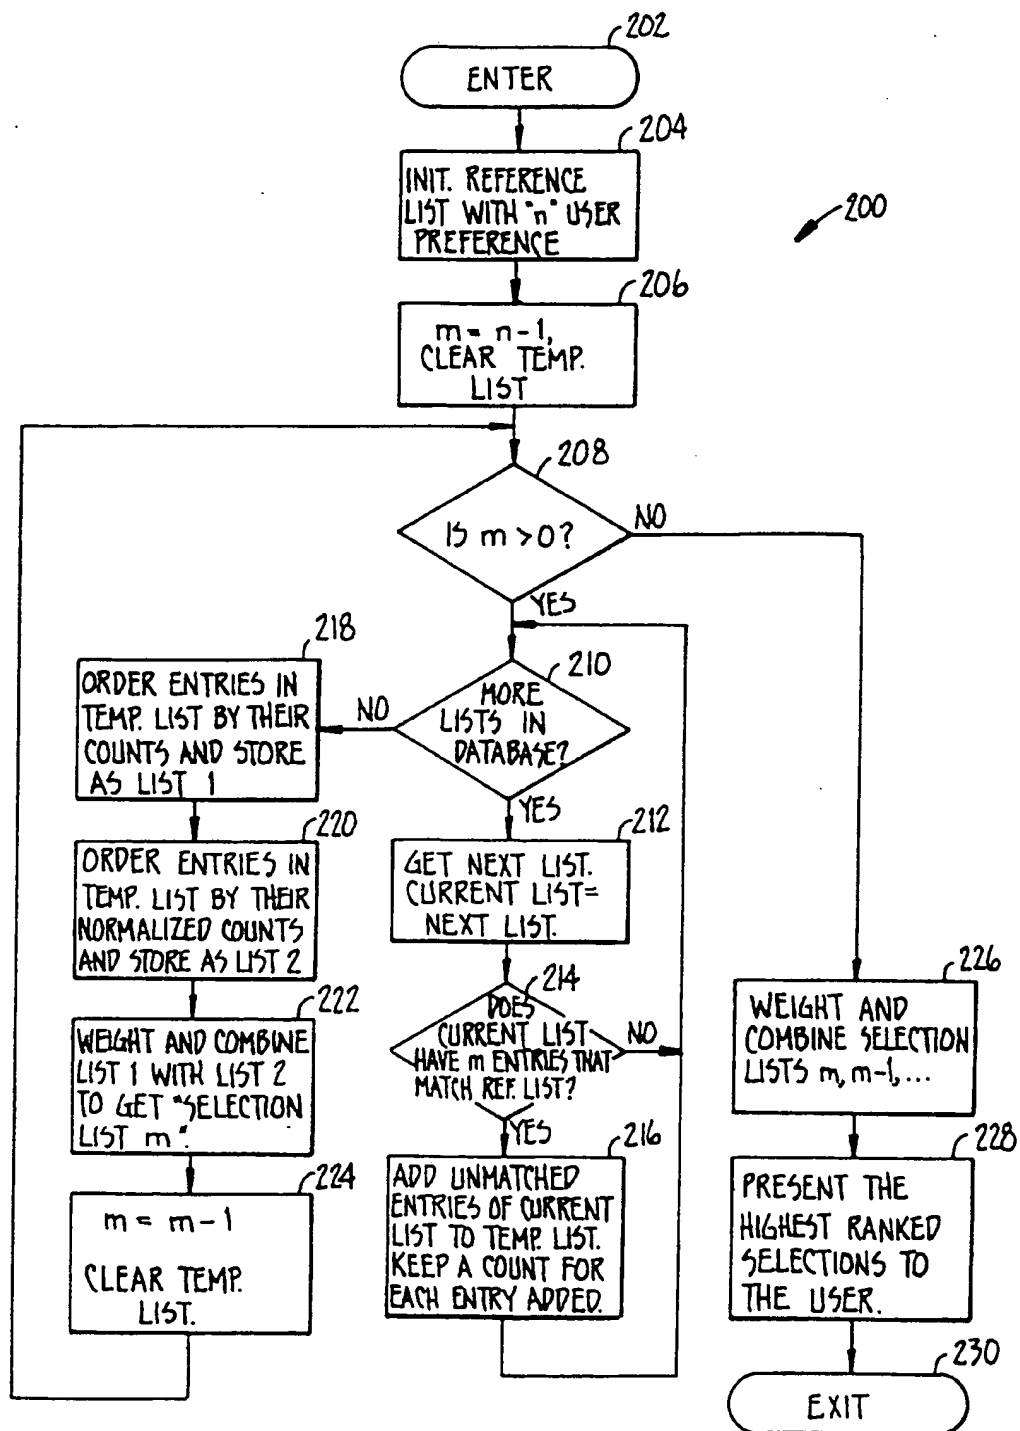 202
ENTER
204
INIT. REFERENCE
LIST WITH "n" USER
PREFERENCE
200
206
m = n-1,
CLEAR TEMP.
LIST
208
IS m > 0?
NO
YES
218
ORDER ENTRIES IN
TEMP. LIST BY THEIR
COUNTS AND STORE
AS LIST 1
NO
210
MORE
LISTS IN
DATABASE?
YES
220
ORDER ENTRIES IN
TEMP. LIST BY THEIR
NORMALIZED COUNTS
AND STORE AS LIST 2
212
GET NEXT LIST.
CURRENT LIST=
NEXT LIST.
222
WEIGHT AND COMBINE
LIST 1 WITH LIST 2
TO GET "SELECTION
LIST m".
214
DOES
CURRENT LIST
HAVE m ENTRIES THAT
MATCH REF. LIST?
NO
YES
226
WEIGHT AND
COMBINE SELECTION
LISTS m, m-1, ...
224
m = m-1
CLEAR TEMP.
LIST.
216
ADD UNMATCHED
ENTRIES OF CURRENT
LIST TO TEMP. LIST.
KEEP A COUNT FOR
EACH ENTRY ADDED.
228
PRESENT THE
HIGHEST RANKED
SELECTIONS TO
THE USER.
230
EXIT